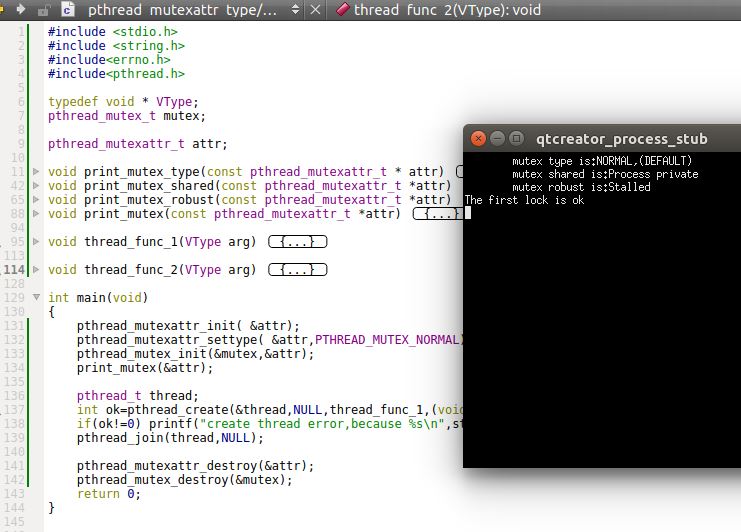 pthread_mutexattr_type/... thread_func_2(VType): void
1 #include <stdio.h>
2 #include <string.h>
3 #include<errno.h>
4 #include<pthread.h>
5
6 typedef void * VType;
7 pthread_mutex_t mutex;
8
9 pthread_mutexattr_t attr;
10
11 void print_mutex_type(const pthread_mutexattr_t * attr)
42 void print_mutex_shared(const pthread_mutexattr_t *attr)
65 void print_mutex_robust(const pthread_mutexattr_t *attr)
88 void print_mutex(const pthread_mutexattr_t *attr) {...}
94
95 void thread_func_1(VType arg) {...}
113
114 void thread_func_2(VType arg) {...}
128
129 int main(void)
130 {
131 pthread_mutexattr_init( &attr);
132 pthread_mutexattr_settype( &attr,PTHREAD_MUTEX_NORMAL)
133 pthread_mutex_init(&mutex,&attr);
134 print_mutex(&attr);
135
136 pthread_t thread;
137 int ok=pthread_create(&thread,NULL,thread_func_1,(void
138 if(ok!=0) printf("create thread error,because %s\n",st
139 pthread_join(thread,NULL);
140
141 pthread_mutexattr_destroy(&attr);
142 pthread_mutex_destroy(&mutex);
143 return 0;
144 }
145
qtcreator_process_stub
mutex type is:NORMAL,(DEFAULT)
mutex shared is:Process private
mutex robust is:Stalled
The first lock is ok